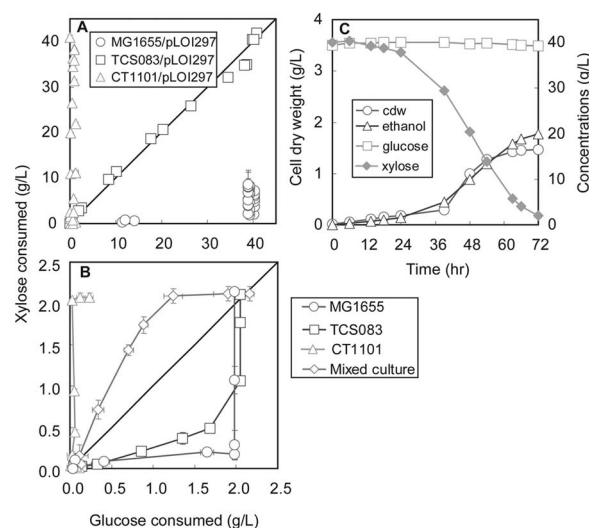 A
MG1655/pLOI297
TCS083/pLOI297
CT1101/pLOI297
40
30
20
10
0
0 10 20 30 40
Xylose consumed (g/L)
B
2.5
2.0
1.5
1.0
0.5
0.0
0.0 0.5 1.0 1.5 2.0 2.5
Glucose consumed (g/L)
C
Cell dry weight (g/L)
4
3
2
1
0
cdw
ethanol
glucose
xylose
40
30
20
10
0
Concentrations (g/L)
0 12 24 36 48 60 72
Time (hr)
MG1655
TCS083
CT1101
Mixed culture